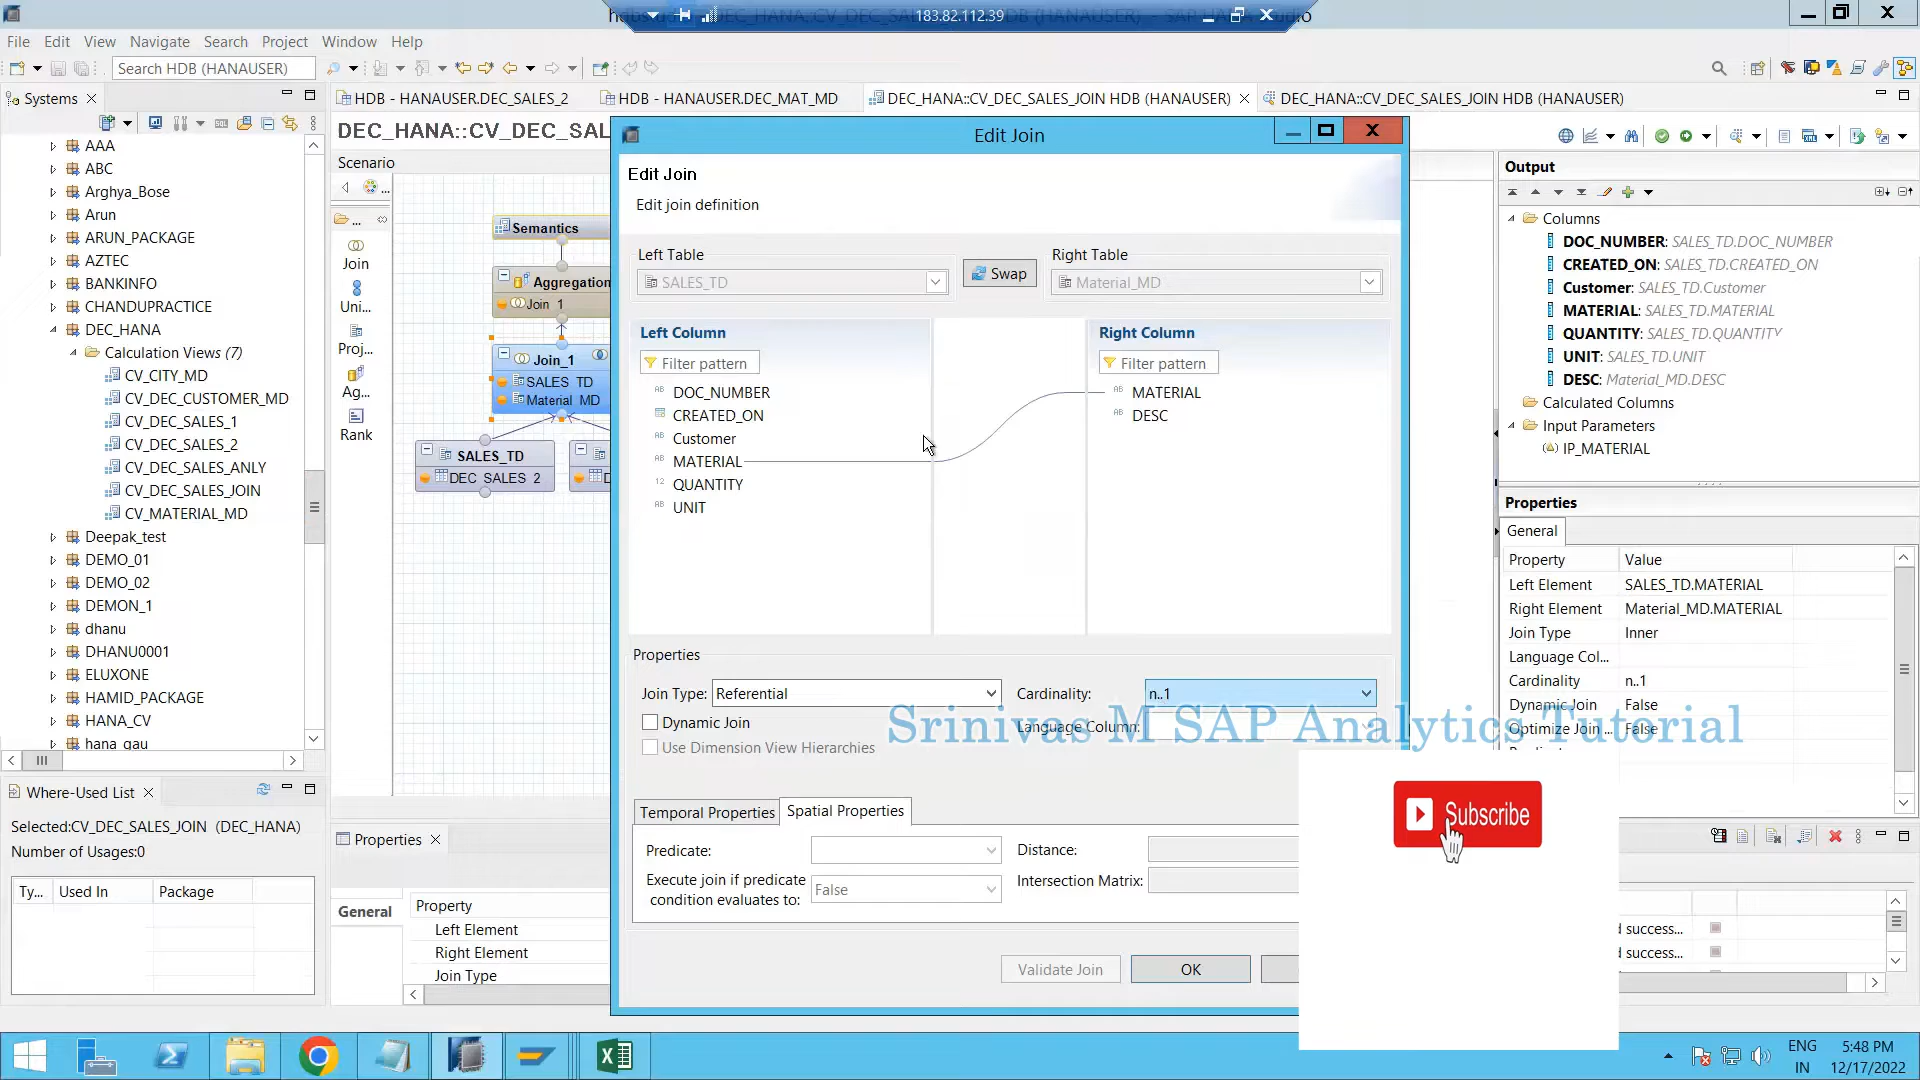 183.82.112.39
File Edit View Navigate Search Project Window Help
Search HDB (HANAUSER)
Systems
HDB - HANAUSER.DEC_SALES_2
HDB - HANAUSER.DEC_MAT_MD
DEC_HANA::CV_DEC_SALES_JOIN HDB (HANAUSER)
DEC_HANA::CV_DEC_SALES_JOIN HDB (HANAUSER)
AAA
ABC
Arghya_Bose
Arun
ARUN_PACKAGE
AZTEC
BANKINFO
CHANDUPRACTICE
DEC_HANA
Calculation Views (7)
CV_CITY_MD
CV_DEC_CUSTOMER_MD
CV_DEC_SALES_1
CV_DEC_SALES_2
CV_DEC_SALES_ANLY
CV_DEC_SALES_JOIN
CV_MATERIAL_MD
Deepak_test
DEMO_01
DEMO_02
DEMON_1
dhanu
DHANU0001
ELUXONE
HAMID_PACKAGE
HANA_CV
hana_gau
Where-Used List
Selected:CV_DEC_SALES_JOIN (DEC_HANA)
Number of Usages:0
Ty... Used In Package
DEC_HANA::CV_DEC_SAL
Scenario
...
Join
Uni...
Proj...
Ag...
Rank
Semantics
Aggregation
Join_1
Join_1
SALES_TD
Material_MD
SALES_TD
DEC_SALES_2
Properties
General
Property
Left Element
Right Element
Join Type
Edit Join
Edit Join
Edit join definition
Left Table
SALES_TD
Swap
Right Table
Material_MD
Left Column
Filter pattern
DOC_NUMBER
CREATED_ON
Customer
MATERIAL
QUANTITY
UNIT
Right Column
Filter pattern
MATERIAL
DESC
Properties
Join Type: Referential
Cardinality: n..1
Dynamic Join
Language Column:
Use Dimension View Hierarchies
Temporal Properties Spatial Properties
Predicate:
Distance:
Execute join if predicate
condition evaluates to: False
Intersection Matrix:
Validate Join OK
Srinivas M SAP Analytics Tutorial
Subscribe
Output
Columns
DOC_NUMBER: SALES_TD.DOC_NUMBER
CREATED_ON: SALES_TD.CREATED_ON
Customer: SALES_TD.Customer
MATERIAL: SALES_TD.MATERIAL
QUANTITY: SALES_TD.QUANTITY
UNIT: SALES_TD.UNIT
DESC: Material_MD.DESC
Calculated Columns
Input Parameters
IP_MATERIAL
Properties
General
Property Value
Left Element SALES_TD.MATERIAL
Right Element Material_MD.MATERIAL
Join Type Inner
Language Col...
Cardinality n..1
Dynamic Join False
Optimize Join ... False
success...
success...
ENG
IN
5:48 PM
12/17/2022